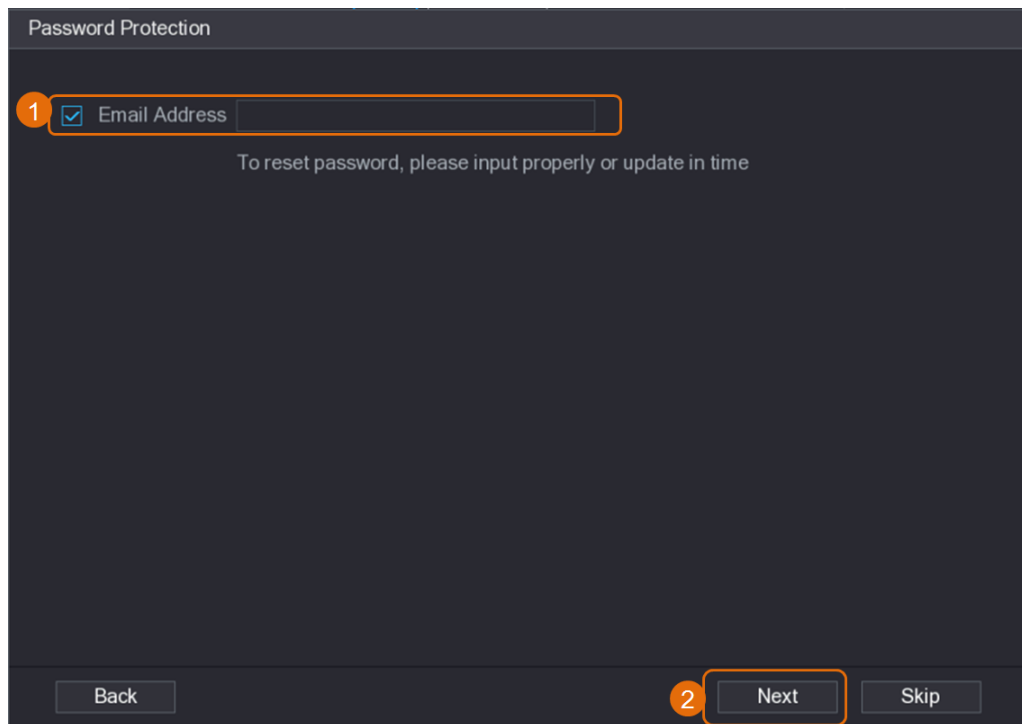 Password Protection
1 Email Address
To reset password, please input properly or update in time
Back 2 Next Skip